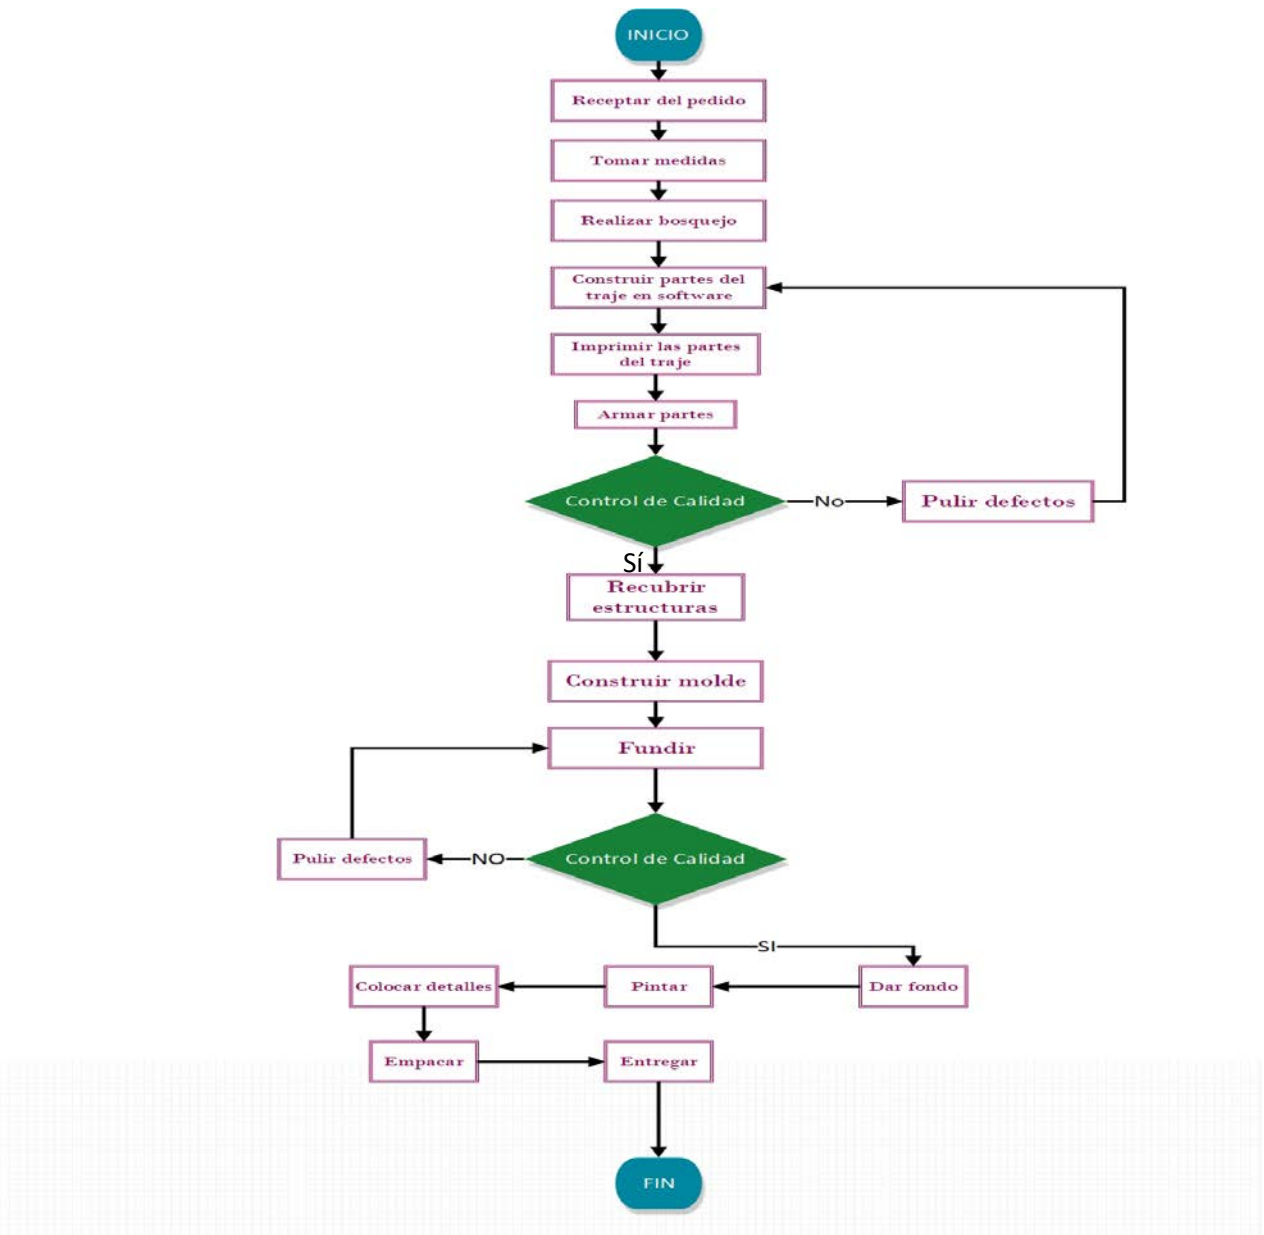 INICIO
Receptar del pedido
Tomar medidas
Realizar bosquejo
Construir partes del
traje en software
Imprimir las partes
del traje
Armar partes
Control de Calidad
No
Pulir defectos
Sí
Recubrir
estructuras
Construir molde
Fundir
Control de Calidad
NO
Pulir defectos
SI
Dar fondo
Pintar
Colocar detalles
Empacar
Entregar
FIN